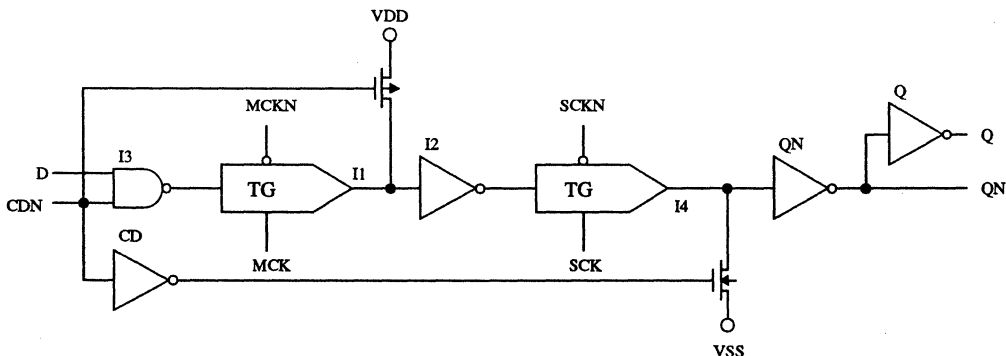 VDD
Q
MCKN
SCKN
I3
I2
QN
Q
D
TG
I1
TG
QN
CDN
I4
CD
MCK
SCK
VSS